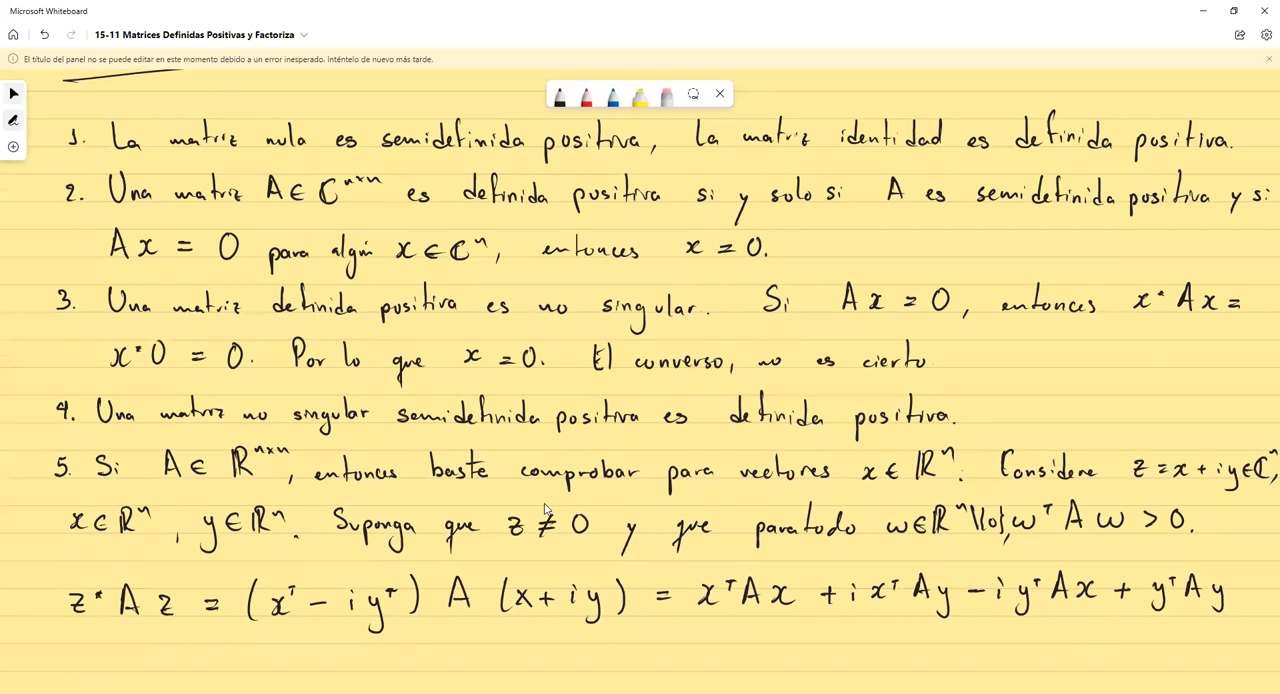 Microsoft Whiteboard
15-11 Matrices Definidas Positivas y Factoriza
El título del panel no se puede editar en este momento debido a un error inesperado. Inténtelo de nuevo más tarde.
1. La matriz nula es semidefinida positiva, La matriz identidad es definida positiva.
2. Una matriz A ∈ ℂⁿˣⁿ es definida positiva si y solo si A es semidefinida positiva y si
Ax = 0 para algún x ∈ ℂⁿ, entonces x = 0.
3. Una matriz definida positiva es no singular. Si Ax = 0, entonces x* Ax =
x*0 = 0. Por lo que x = 0. El converso, no es cierto
4. Una matriz no singular semidefinida positiva es definida positiva.
5. Si A ∈ ℝⁿˣⁿ, entonces baste comprobar para vectores x ∈ ℝⁿ. Considere z = x + iy ∈ ℂⁿ,
x ∈ ℝⁿ, y ∈ ℝⁿ. Suponga que z ≠ 0 y que para todo w ∈ ℝⁿ\{0}, wᵀ A w > 0.
z* A z = (xᵀ - i yᵀ) A (x + iy) = xᵀAx + i xᵀAy - i yᵀAx + yᵀAy